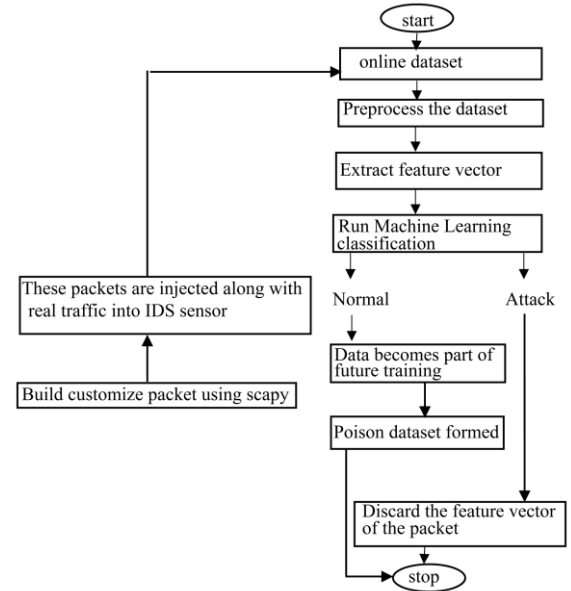 start
online dataset
Preprocess the dataset
Extract feature vector
Run Machine Learning
classification
These packets are injected along with
real traffic into IDS sensor
Normal
Attack
Data becomes part of
future training
Build customize packet using scapy
Poison dataset formed
Discard the feature vector
of the packet
stop